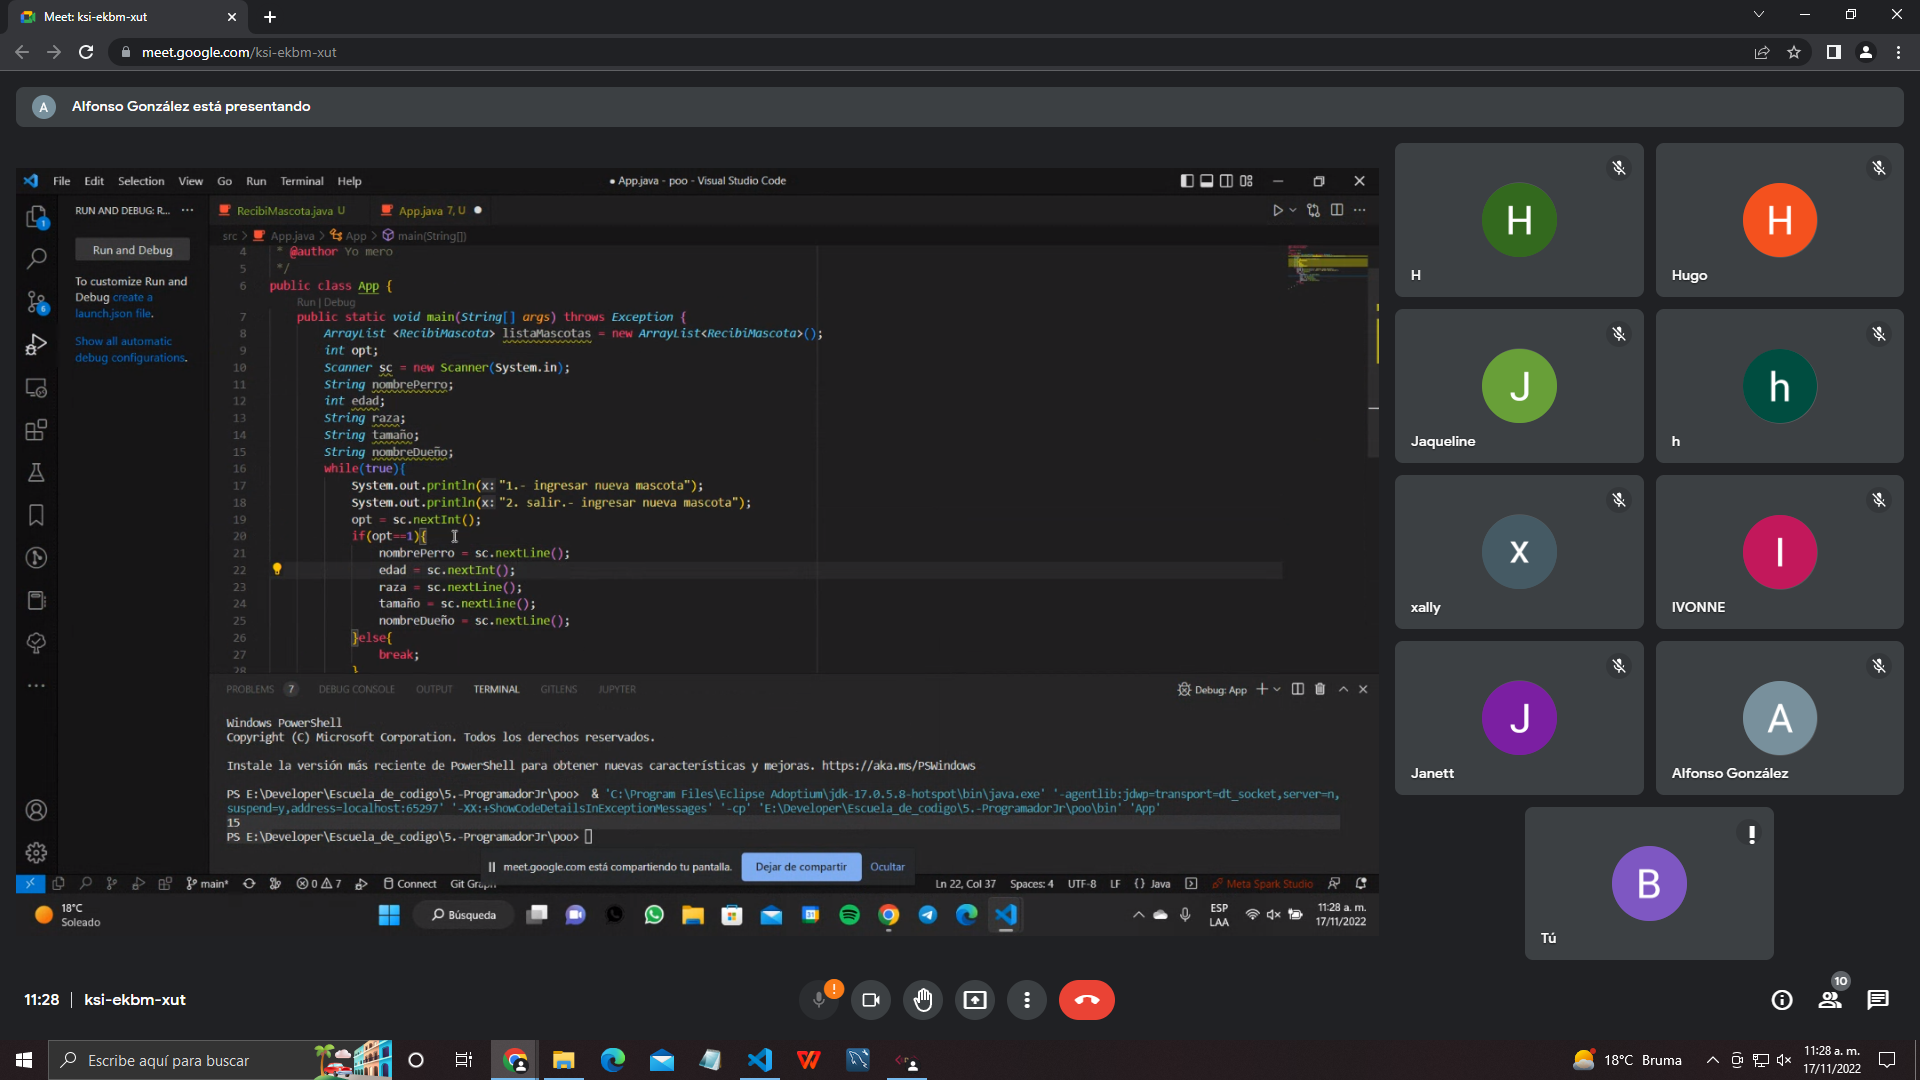 Meet: ksi-ekbm-xut
meet.google.com/ksi-ekbm-xut
A Alfonso González está presentando
File Edit Selection View Go Run Terminal Help
● App.java - poo - Visual Studio Code
RUN AND DEBUG: R... ···
RecibiMascota.java U
App.java 7, U ●
Run and Debug
To customize Run and
Debug create a
launch.json file.
Show all automatic
debug configurations.
src > App.java > App > main(String[])
4 * @author Yo mero
5 */
6 public class App {
Run | Debug
7 public static void main(String[] args) throws Exception {
8 ArrayList <RecibiMascota> listaMascotas = new ArrayList<RecibiMascota>();
9 int opt;
10 Scanner sc = new Scanner(System.in);
11 String nombrePerro;
12 int edad;
13 String raza;
14 String tamaño;
15 String nombreDueño;
16 while(true){
17 System.out.println(x: "1.- ingresar nueva mascota");
18 System.out.println(x: "2. salir.- ingresar nueva mascota");
19 opt = sc.nextInt();
20 if(opt==1){
21 nombrePerro = sc.nextLine();
22 edad = sc.nextInt();
23 raza = sc.nextLine();
24 tamaño = sc.nextLine();
25 nombreDueño = sc.nextLine();
26 }else{
27 break;
28 }
PROBLEMS 7 DEBUG CONSOLE OUTPUT TERMINAL GITLENS JUPYTER
Debug: App
Windows PowerShell
Copyright (C) Microsoft Corporation. Todos los derechos reservados.
Instale la versión más reciente de PowerShell para obtener nuevas características y mejoras. https://aka.ms/PSWindows
PS E:\Developer\Escuela_de_codigo\5.-ProgramadorJr\poo> & 'C:\Program Files\Eclipse Adoptium\jdk-17.0.5.8-hotspot\bin\java.exe' '-agentlib:jdwp=transport=dt_socket,server=n,
suspend=y,address=localhost:65297' '-XX:+ShowCodeDetailsInExceptionMessages' '-cp' 'E:\Developer\Escuela_de_codigo\5.-ProgramadorJr\poo\bin' 'App'
15
PS E:\Developer\Escuela_de_codigo\5.-ProgramadorJr\poo>
meet.google.com está compartiendo tu pantalla. Dejar de compartir Ocultar
main* 0 7 Connect Git Graph
Ln 22, Col 37 Spaces: 4 UTF-8 LF {} Java Meta Spark Studio
18°C
Soleado
Búsqueda
ESP
LAA
11:28 a. m.
17/11/2022
H
H
H
Hugo
J
Jaqueline
h
h
x
xally
I
IVONNE
J
Janett
A
Alfonso González
B
Tú
11:28 | ksi-ekbm-xut
10
Escribe aquí para buscar
18°C Bruma
11:28 a. m.
17/11/2022